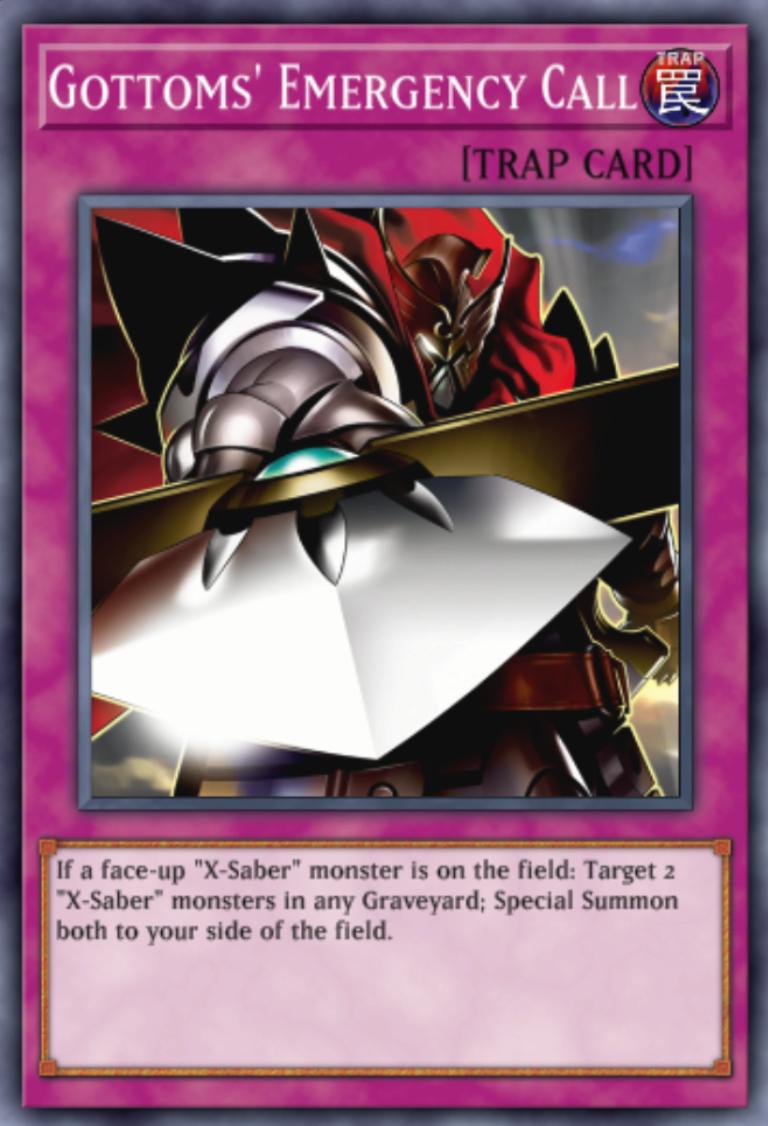 Gottoms' Emergency Call
TRAP
罠
[TRAP CARD]
If a face-up "X-Saber" monster is on the field: Target 2
"X-Saber" monsters in any Graveyard; Special Summon
both to your side of the field.